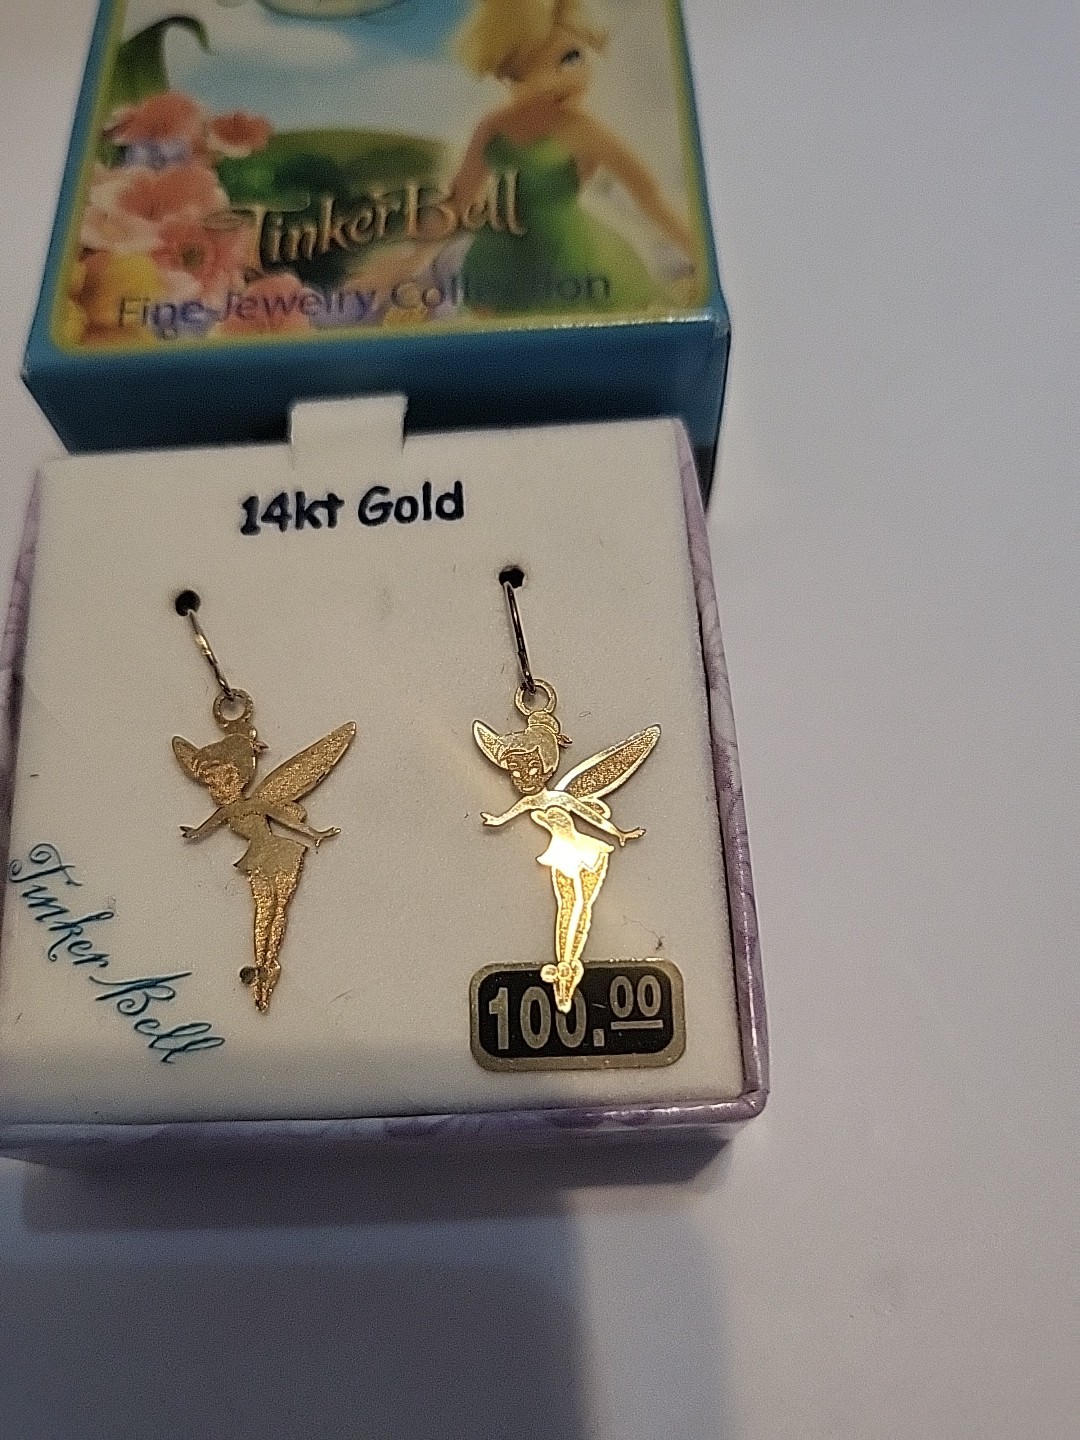 TinkerBell
Fine Jewelry Collection
14kt Gold
Tinker Bell
100.00